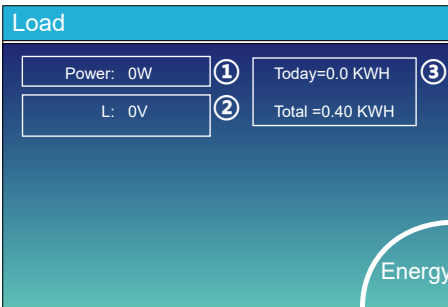 Load
Power: 0W ①
L: 0V ②
Today=0.0 KWH ③
Total =0.40 KWH
Energy